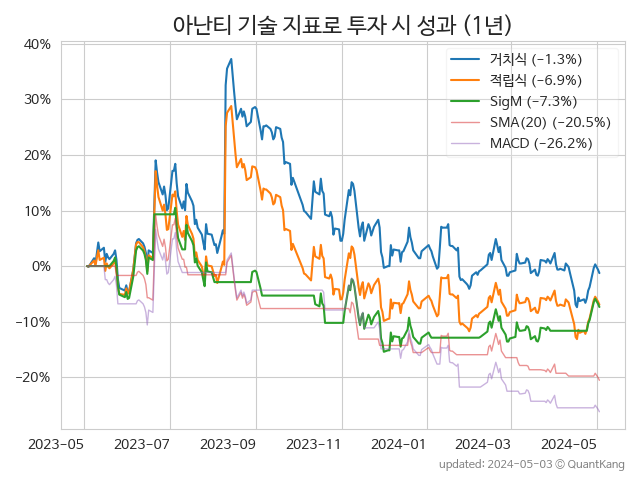 아난티 기술 지표로 투자 시 성과 (1년)
40%
30%
20%
10%
0%
−10%
−20%
거치식 (−1.3%)
적립식 (−6.9%)
SigM (−7.3%)
SMA(20) (−20.5%)
MACD (−26.2%)
2023-05
2023-07
2023-09
2023-11
2024-01
2024-03
2024-05
updated: 2024-05-03 ⓒ QuantKang